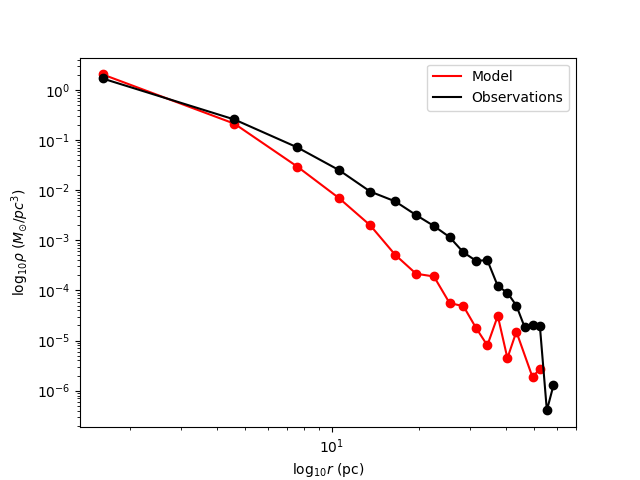 Model
Observations
10⁰
10⁻¹
10⁻²
10⁻³
10⁻⁴
10⁻⁵
10⁻⁶
log₁₀ρ (M⊙/pc³)
10¹
log₁₀r (pc)